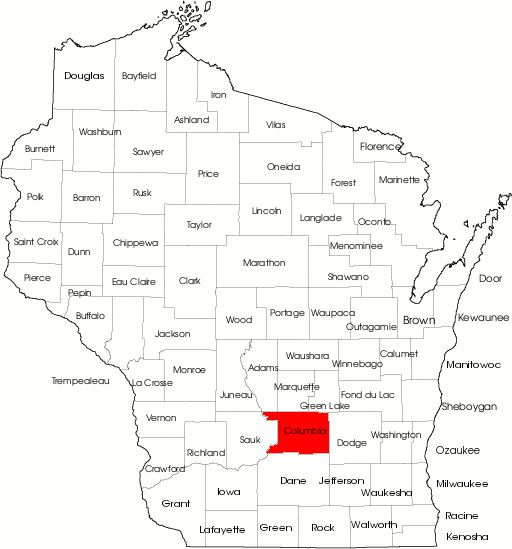 Douglas
Bayfield
Iron
Ashland
Vilas
Washburn
Burnett
Sawyer
Florence
Oneida
Price
Forest
Marinette
Polk
Barron
Rusk
Lincoln
Langlade
Oconto
Taylor
Saint Croix
Dunn
Chippewa
Menominee
Marathon
Shawano
Pierce
Eau Claire
Clark
Door
Pepin
Buffalo
Wood
Portage
Waupaca
Outagamie
Brown
Kewaunee
Jackson
Waushara
Calumet
Winnebago
Manitowoc
Monroe
Adams
Trempealeau
La Crosse
Marquette
Juneau
Fond du Lac
Green Lake
Sheboygan
Vernon
Columbia
Sauk
Dodge
Washington
Richland
Ozaukee
Crawford
Dane
Jefferson
Milwaukee
Iowa
Waukesha
Grant
Racine
Lafayette
Green
Rock
Walworth
Kenosha